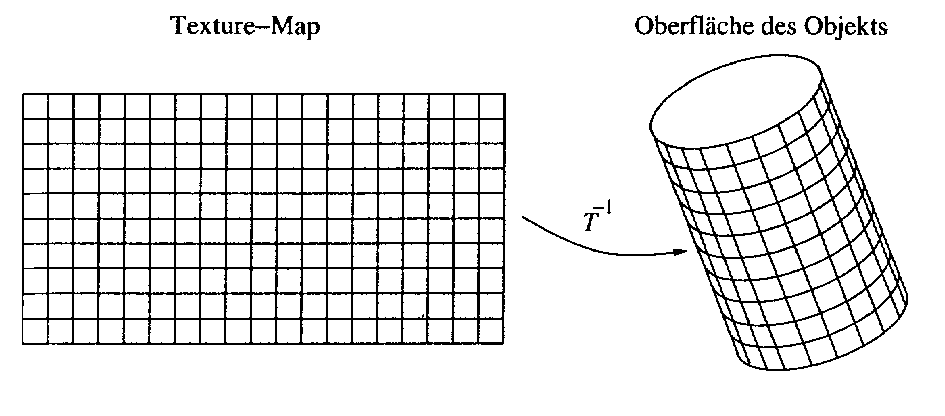 Texture–Map
Oberfläche des Objekts
T⁻¹